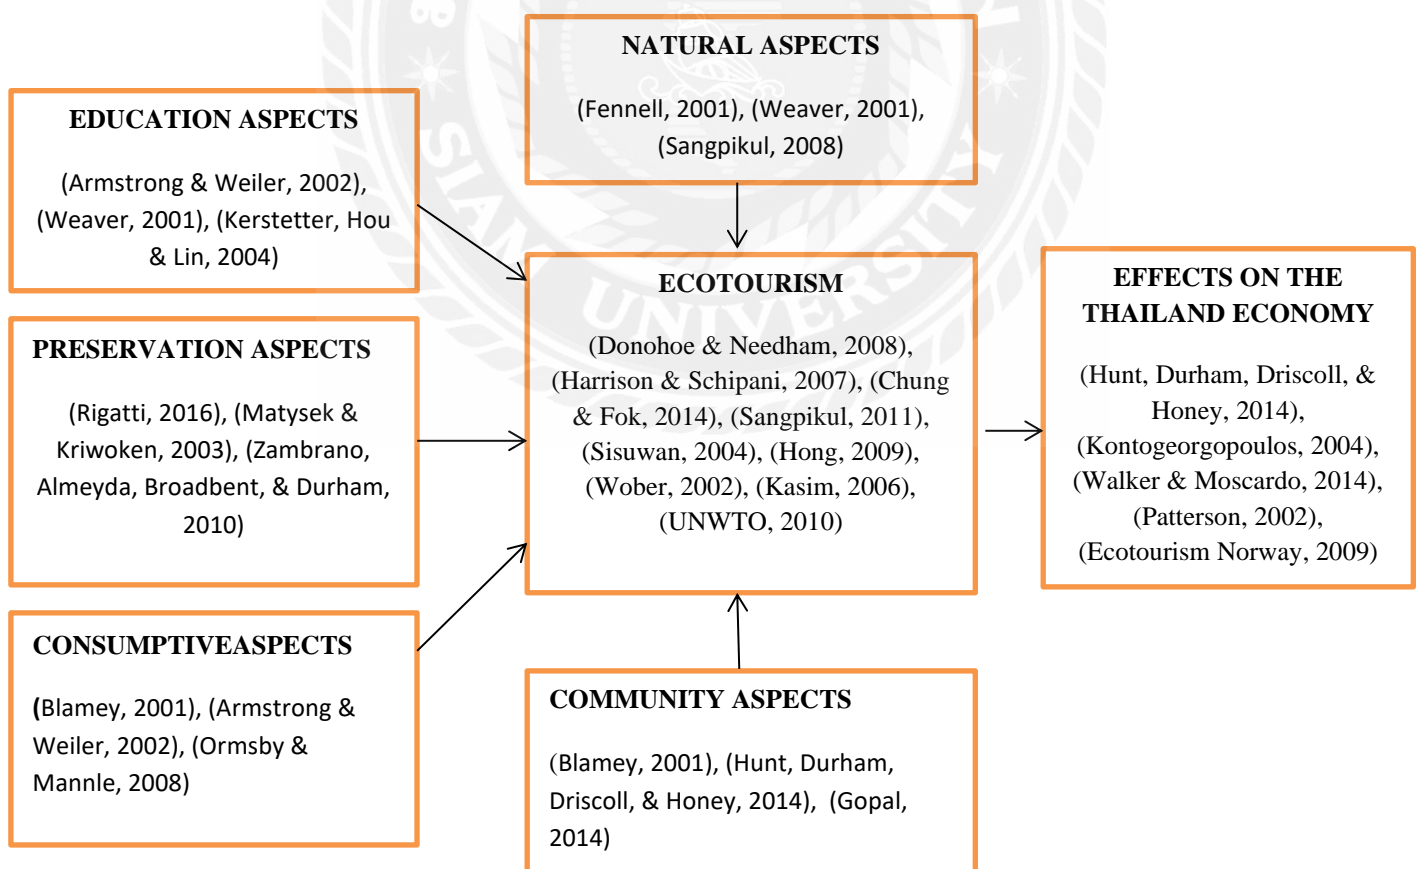 NATURAL ASPECTS
(Fennell, 2001), (Weaver, 2001),
(Sangpikul, 2008)
EDUCATION ASPECTS
(Armstrong & Weiler, 2002),
(Weaver, 2001), (Kerstetter, Hou
& Lin, 2004)
PRESERVATION ASPECTS
(Rigatti, 2016), (Matysek &
Kriwoken, 2003), (Zambrano,
Almeyda, Broadbent, & Durham,
2010)
CONSUMPTIVEASPECTS
(Blamey, 2001), (Armstrong &
Weiler, 2002), (Ormsby &
Mannle, 2008)
ECOTOURISM
(Donohoe & Needham, 2008),
(Harrison & Schipani, 2007), (Chung
& Fok, 2014), (Sangpikul, 2011),
(Sisuwan, 2004), (Hong, 2009),
(Wober, 2002), (Kasim, 2006),
(UNWTO, 2010)
COMMUNITY ASPECTS
(Blamey, 2001), (Hunt, Durham,
Driscoll, & Honey, 2014), (Gopal,
2014)
EFFECTS ON THE
THAILAND ECONOMY
(Hunt, Durham, Driscoll, &
Honey, 2014),
(Kontogeorgopoulos, 2004),
(Walker & Moscardo, 2014),
(Patterson, 2002),
(Ecotourism Norway, 2009)
SIAM UNIVERSITY